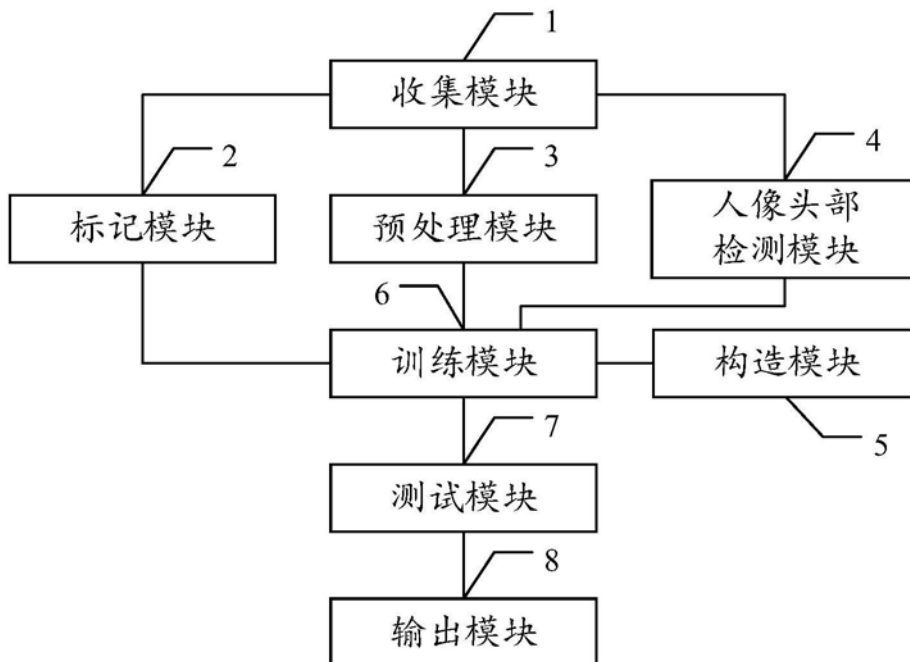 1
收集模块
2
标记模块
3
预处理模块
4
人像头部
检测模块
6
训练模块
构造模块
5
7
测试模块
8
输出模块